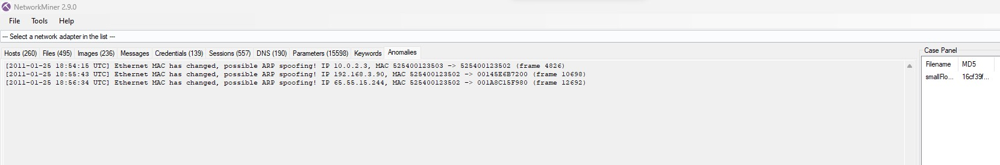 NetworkMiner 2.9.0
File Tools Help
--- Select a network adapter in the list ---
Hosts (260) Files (495) Images (236) Messages Credentials (139) Sessions (557) DNS (190) Parameters (15598) Keywords Anomalies
[2011-01-25 18:54:15 UTC] Ethernet MAC has changed, possible ARP spoofing! IP 10.0.2.3, MAC 525400123503 -> 525400123502 (frame 4826)
[2011-01-25 18:55:43 UTC] Ethernet MAC has changed, possible ARP spoofing! IP 192.168.3.90, MAC 525400123502 -> 00145E6B7200 (frame 10698)
[2011-01-25 18:56:34 UTC] Ethernet MAC has changed, possible ARP spoofing! IP 65.55.15.244, MAC 525400123502 -> 001A8C15F980 (frame 12692)
Case Panel
Filename MD5
smallFlo... 16cf39f...